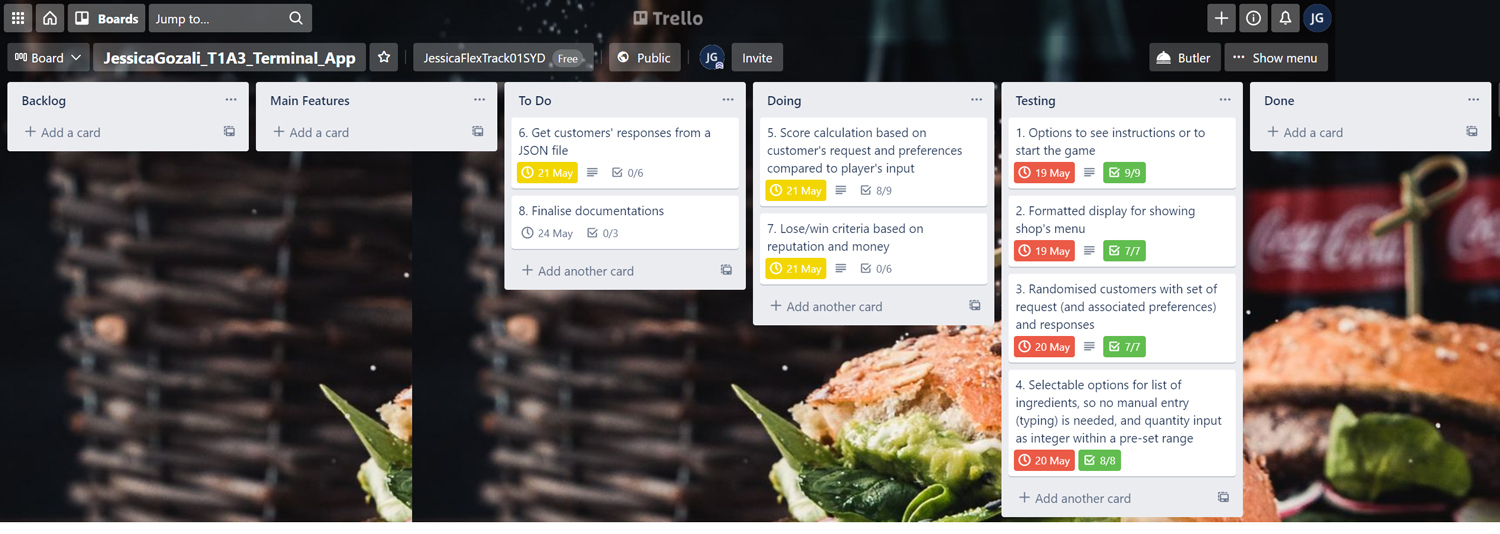 Boards
Jump to...
Trello
JG
Board
JessicaGozali_T1A3_Terminal_App
JessicaFlexTrack01SYD
Free
Public
JG
Invite
Butler
Show menu
Backlog
Add a card
Main Features
Add a card
To Do
6. Get customers' responses from a
JSON file
21 May
0/6
8. Finalise documentations
24 May
0/3
Add another card
Doing
5. Score calculation based on
customer's request and preferences
compared to player's input
21 May
8/9
7. Lose/win criteria based on
reputation and money
21 May
0/6
Add another card
Testing
1. Options to see instructions or to
start the game
19 May
9/9
2. Formatted display for showing
shop's menu
19 May
7/7
3. Randomised customers with set of
request (and associated preferences)
and responses
20 May
7/7
4. Selectable options for list of
ingredients, so no manual entry
(typing) is needed, and quantity input
as integer within a pre-set range
20 May
8/8
Add another card
Done
Add a card
Coca-Cola